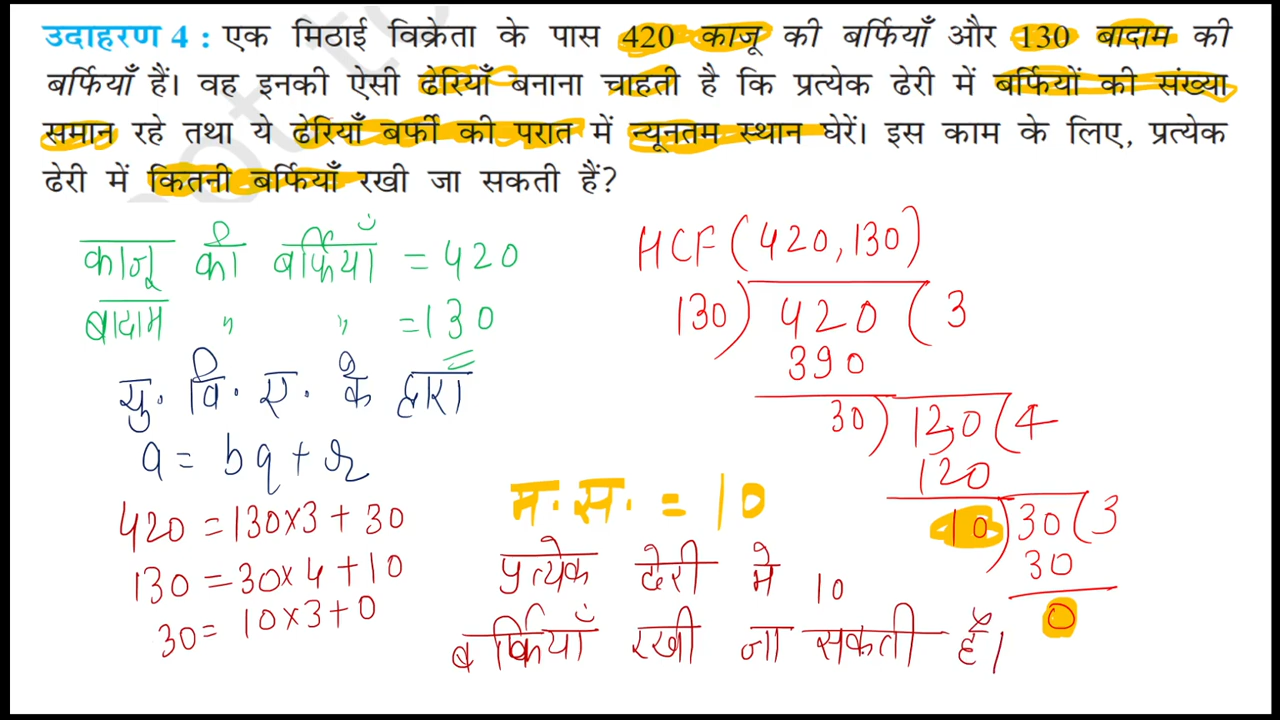 उदाहरण 4 : एक मिठाई विक्रेता के पास 420 काजू की बर्फियाँ और 130 बादाम की
बर्फियाँ हैं। वह इनकी ऐसी ढेरियाँ बनाना चाहती है कि प्रत्येक ढेरी में बर्फियों की संख्या
समान रहे तथा ये ढेरियाँ बर्फी की परात में न्यूनतम स्थान घेरें। इस काम के लिए, प्रत्येक
ढेरी में कितनी बर्फियाँ रखी जा सकती हैं?
काजू की बर्फियाँ = 420
बादाम " " = 130
यु. वि. ए. के द्वारा
a = bq + r
420 = 130×3 + 30
130 = 30×4 + 10
30 = 10×3 + 0
HCF (420, 130)
130) 420 (3
390
30) 130 (4
120
10) 30 (3
30
0
म. स. = 10
प्रत्येक ढेरी में 10
बर्फियाँ रखी जा सकती हैं।